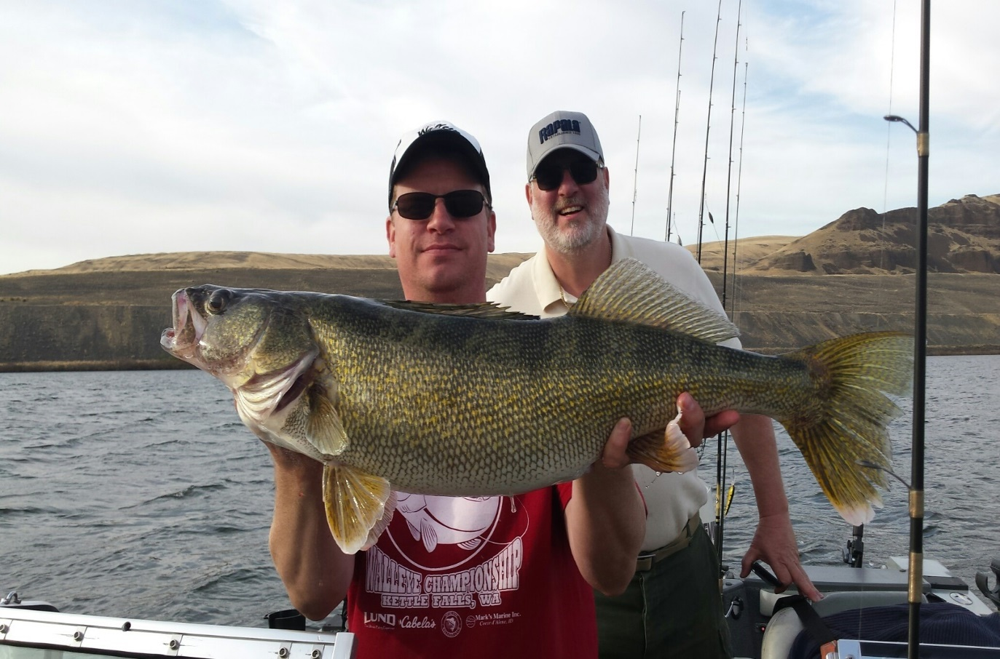 Rapala
WALLEYE CHAMPIONSHIP
KETTLE FALLS, WA
LUND
Cabela's
Mark's Marine Inc.
Coeur d'Alene, ID